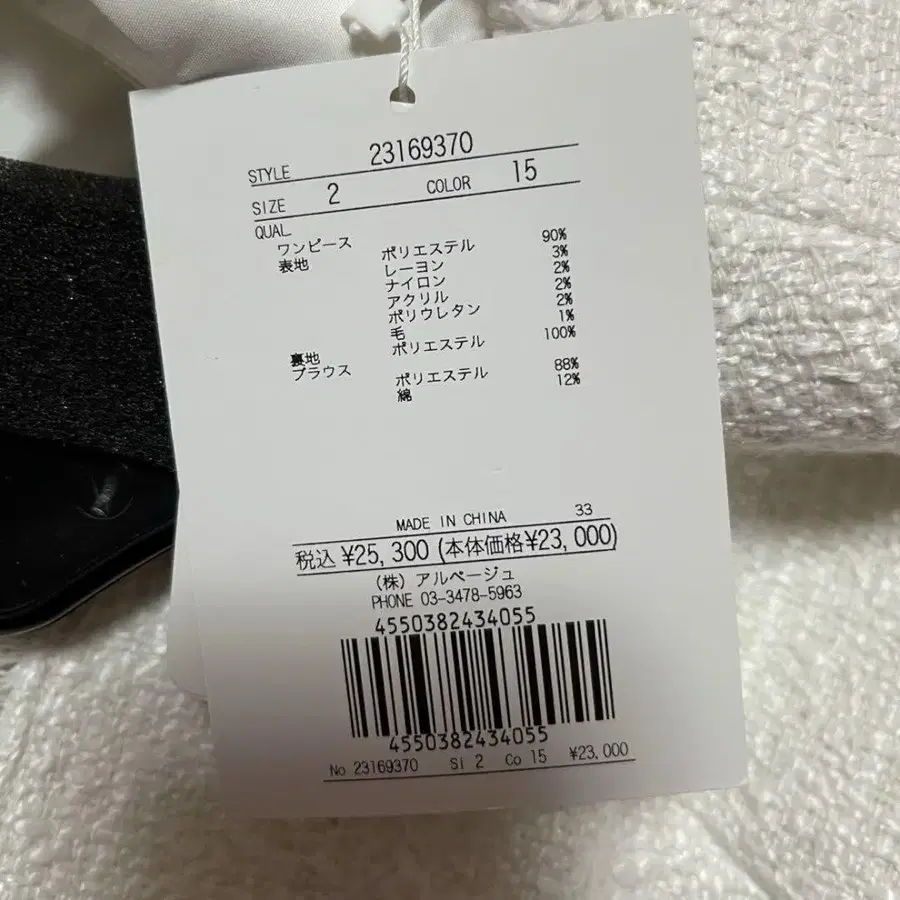 STYLE 23169370
SIZE 2 COLOR 15
QUAL
ワンピース
表地 ポリエステル 90%
レーヨン 3%
ナイロン 2%
アクリル 2%
ポリウレタン 2%
毛 1%
裏地 ポリエステル 100%
ブラウス ポリエステル 88%
綿 12%
MADE IN CHINA 33
税込 ¥25,300 (本体価格¥23,000)
(株) アルページュ
PHONE 03-3478-5963
4550382434055
4550382434055
No 23169370 Si 2 Co 15 ¥23,000